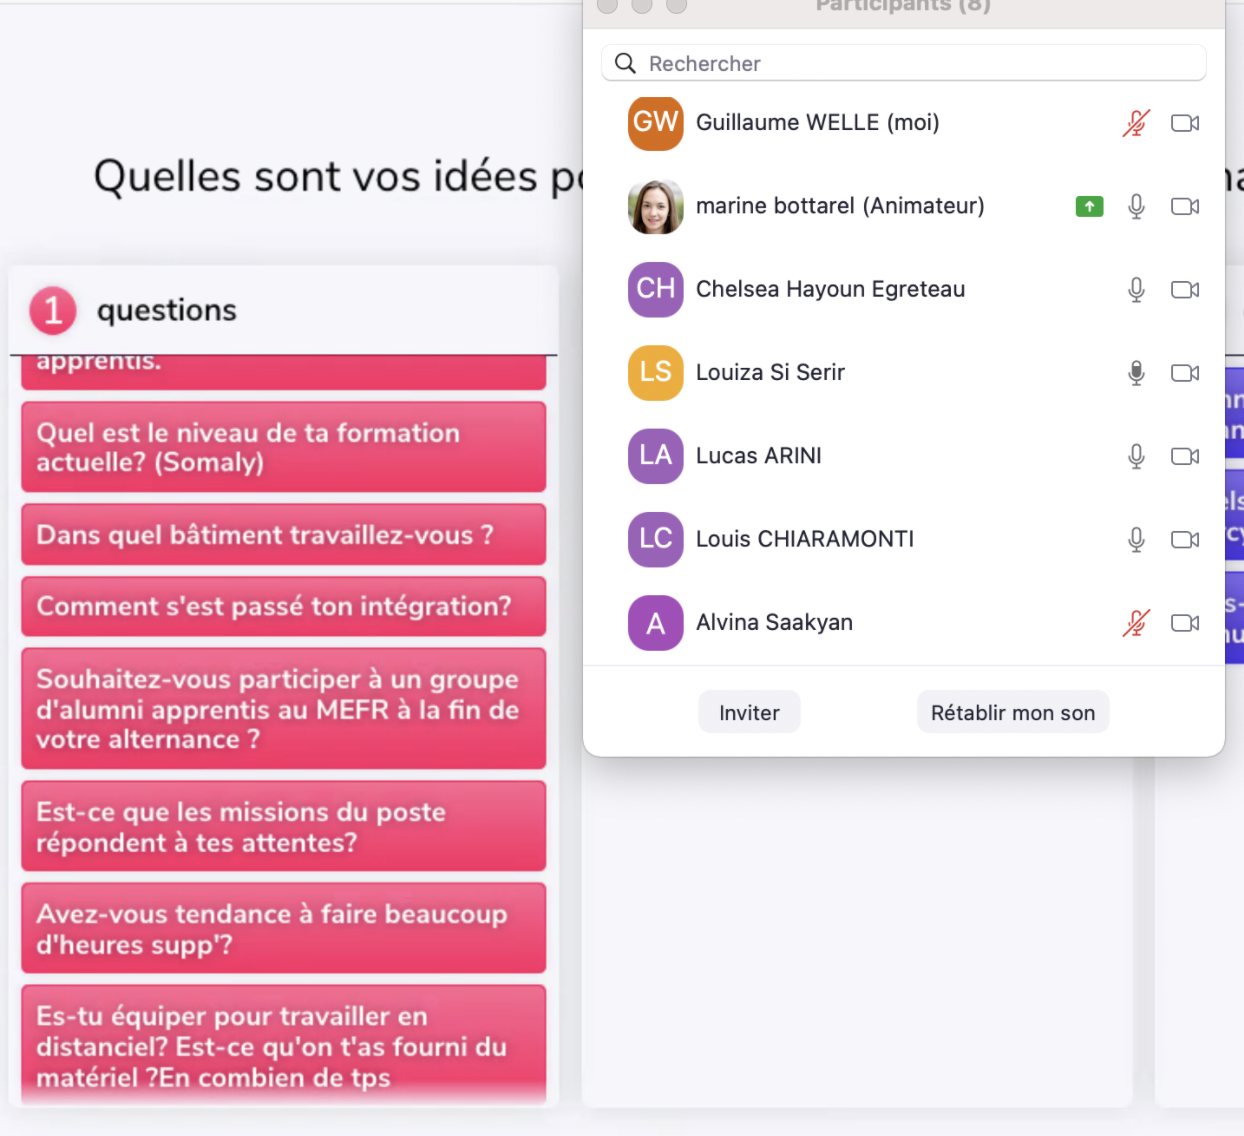 Participants (8)
Rechercher
GW Guillaume WELLE (moi)
marine bottarel (Animateur)
CH Chelsea Hayoun Egreteau
LS Louiza Si Serir
LA Lucas ARINI
LC Louis CHIARAMONTI
A Alvina Saakyan
Inviter
Rétablir mon son
Quelles sont vos idées
1 questions
apprentis.
Quel est le niveau de ta formation
actuelle? (Somaly)
Dans quel bâtiment travaillez-vous ?
Comment s'est passé ton intégration?
Souhaitez-vous participer à un groupe
d'alumni apprentis au MEFR à la fin de
votre alternance ?
Est-ce que les missions du poste
répondent à tes attentes?
Avez-vous tendance à faire beaucoup
d'heures supp'?
Es-tu équiper pour travailler en
distanciel? Est-ce qu'on t'as fourni du
matériel ?En combien de tps